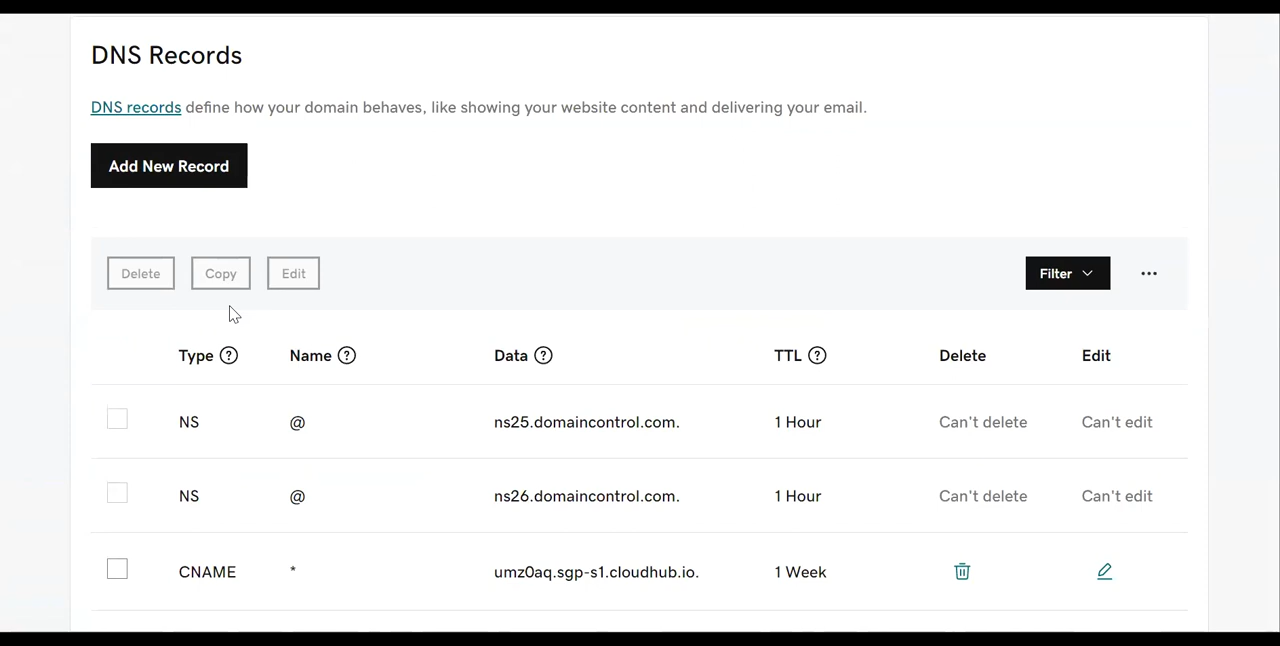 DNS Records
DNS records define how your domain behaves, like showing your website content and delivering your email.
Add New Record
Delete Copy Edit Filter
Type Name Data TTL Delete Edit
NS @ ns25.domaincontrol.com. 1 Hour Can't delete Can't edit
NS @ ns26.domaincontrol.com. 1 Hour Can't delete Can't edit
CNAME * umz0aq.sgp-s1.cloudhub.io. 1 Week